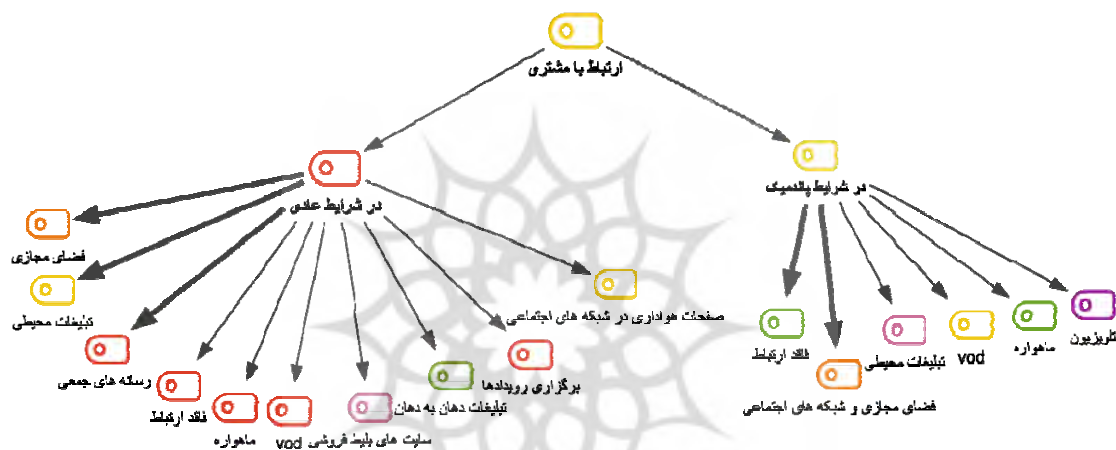 ارتباط با مشتری
در شرایط پاندمیک
در شرایط عادی
فضای مجازی
تبلیغات محیطی
رسانه های جمعی
فاقد ارتباط
ماهواره
vod
سایت های بلیط فروشی
تبلیغات دهان به دهان
برگزاری رویدادها
صفحات هواداری در شبکه های اجتماعی
فاقد ارتباط
فضای مجازی و شبکه های اجتماعی
تبلیغات محیطی
vod
ماهواره
تلویزیون